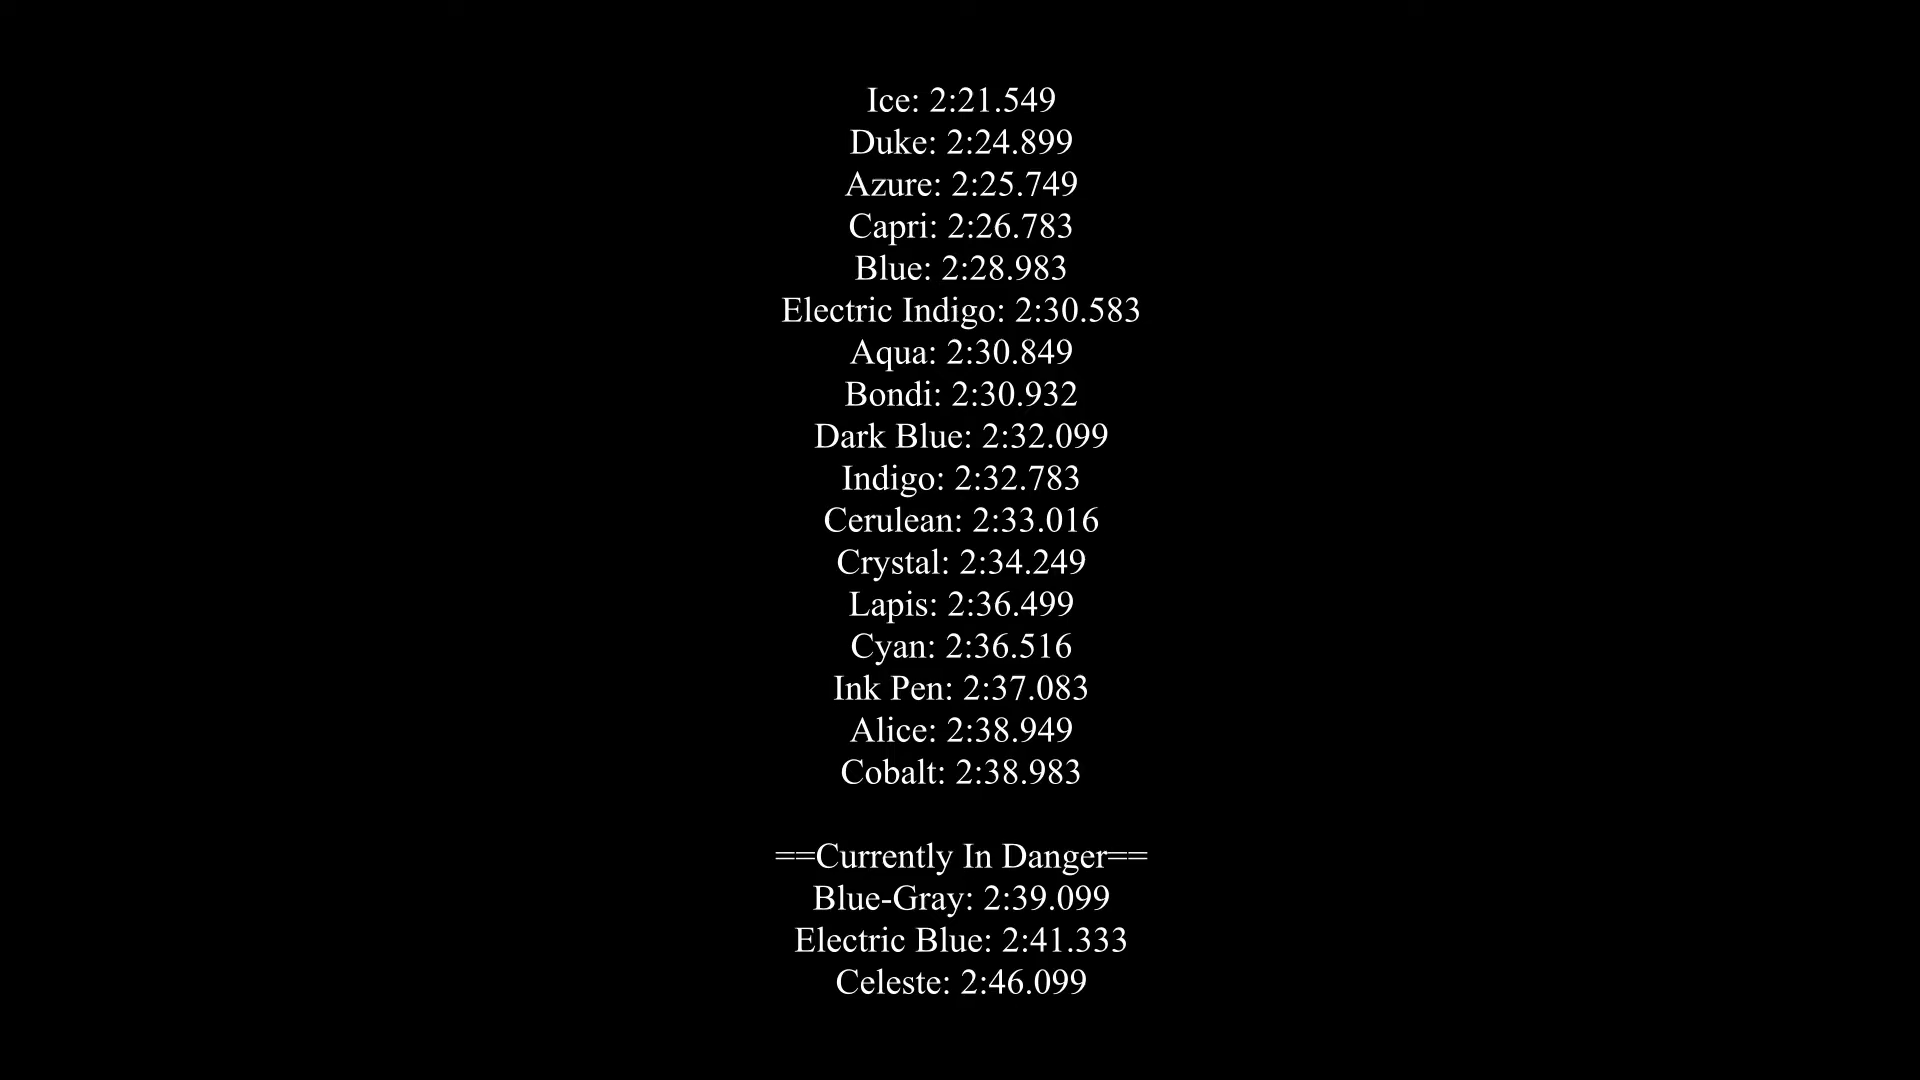 Ice: 2:21.549
Duke: 2:24.899
Azure: 2:25.749
Capri: 2:26.783
Blue: 2:28.983
Electric Indigo: 2:30.583
Aqua: 2:30.849
Bondi: 2:30.932
Dark Blue: 2:32.099
Indigo: 2:32.783
Cerulean: 2:33.016
Crystal: 2:34.249
Lapis: 2:36.499
Cyan: 2:36.516
Ink Pen: 2:37.083
Alice: 2:38.949
Cobalt: 2:38.983
==Currently In Danger==
Blue-Gray: 2:39.099
Electric Blue: 2:41.333
Celeste: 2:46.099